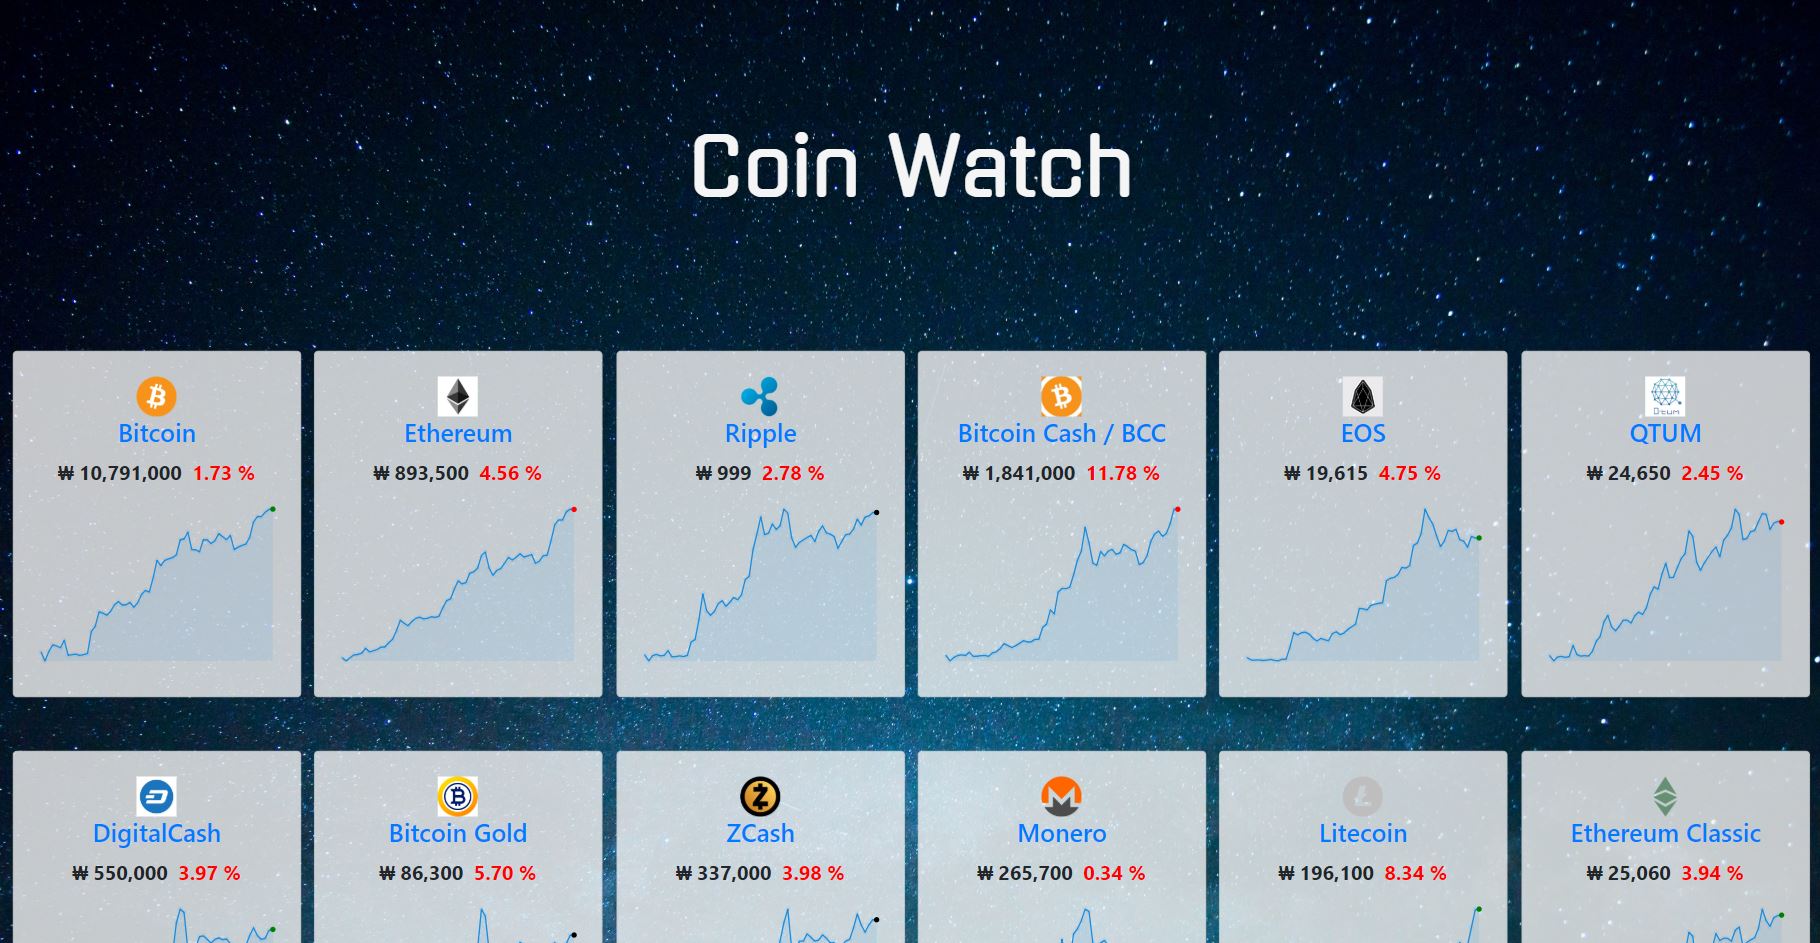 Coin Watch
Bitcoin
₩ 10,791,000 1.73 %
Ethereum
₩ 893,500 4.56 %
Ripple
₩ 999 2.78 %
Bitcoin Cash / BCC
₩ 1,841,000 11.78 %
EOS
₩ 19,615 4.75 %
Qtum
QTUM
₩ 24,650 2.45 %
DigitalCash
₩ 550,000 3.97 %
Bitcoin Gold
₩ 86,300 5.70 %
ZCash
₩ 337,000 3.98 %
Monero
₩ 265,700 0.34 %
Litecoin
₩ 196,100 8.34 %
Ethereum Classic
₩ 25,060 3.94 %